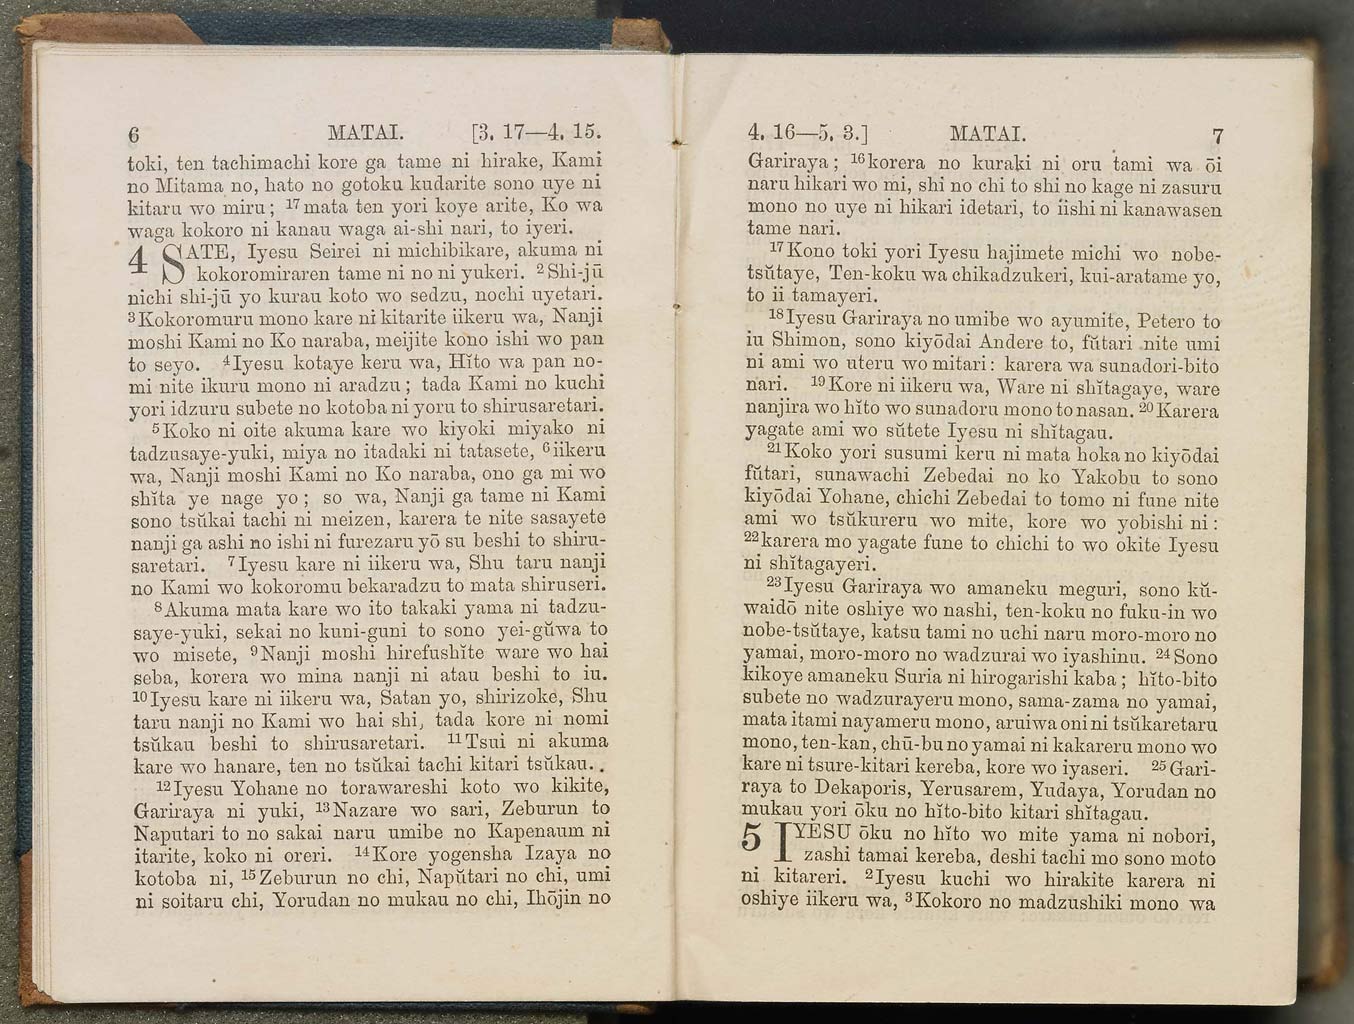 6 MATAI. [3. 17—4. 15.
toki, ten tachimachi kore ga tame ni hirake, Kami
no Mitama no, hato no gotoku kudarite sono uye ni
kitaru wo miru; 17 mata ten yori koye arite, Ko wa
waga kokoro ni kanau waga ai-shi nari, to iyeri.
4 SATE, Iyesu Seirei ni michibikare, akuma ni
kokoromiraren tame ni no ni yukeri. 2 Shi-jū
nichi shi-jū yo kurau koto wo sedzu, nochi uyetari.
3 Kokoromuru mono kare ni kitarite iikeru wa, Nanji
moshi Kami no Ko naraba, meijite kono ishi wo pan
to seyo. 4 Iyesu kotaye keru wa, Hĭto wa pan no-
mi nite ikuru mono ni aradzu; tada Kami no kuchi
yori idzuru subete no kotoba ni yoru to shirusaretari.
5 Koko ni oite akuma kare wo kiyoki miyako ni
tadzusaye-yuki, miya no itadaki ni tatasete, 6 iikeru
wa, Nanji moshi Kami no Ko naraba, ono ga mi wo
shĭta ye nage yo; so wa, Nanji ga tame ni Kami
sono tsŭkai tachi ni meizen, karera te nite sasayete
nanji ga ashi no ishi ni furezaru yō su beshi to shiru-
saretari. 7 Iyesu kare ni iikeru wa, Shu taru nanji
no Kami wo kokoromu bekaradzu to mata shiruseri.
8 Akuma mata kare wo ito takaki yama ni tadzu-
saye-yuki, sekai no kuni-guni to sono yei-gŭwa to
wo misete, 9 Nanji moshi hirefushĭte ware wo hai
seba, korera wo mina nanji ni atau beshi to iu.
10 Iyesu kare ni iikeru wa, Satan yo, shirizoke, Shu
taru nanji no Kami wo hai shi, tada kore ni nomi
tsŭkau beshi to shirusaretari. 11 Tsui ni akuma
kare wo hanare, ten no tsŭkai tachi kitari tsŭkau..
12 Iyesu Yohane no torawareshi koto wo kikite,
Gariraya ni yuki, 13 Nazare wo sari, Zeburun to
Naputari to no sakai naru umibe no Kapenaum ni
itarite, koko ni oreri. 14 Kore yogensha Izaya no
kotoba ni, 15 Zeburun no chi, Napŭtari no chi, umi
ni soitaru chi, Yorudan no mukau no chi, Ihōjin no
4. 16—5. 3.] MATAI. 7
Gariraya; 16 korera no kuraki ni oru tami wa ōi
naru hikari wo mi, shi no chi to shi no kage ni zasuru
mono no uye ni hikari idetari, to iishi ni kanawasen
tame nari.
17 Kono toki yori Iyesu hajimete michi wo nobe-
tsŭtaye, Ten-koku wa chikadzukeri, kui-aratame yo,
to ii tamayeri.
18 Iyesu Gariraya no umibe wo ayumite, Petero to
iu Shimon, sono kiyōdai Andere to, fŭtari nite umi
ni ami wo uteru wo mitari: karera wa sunadori-bito
nari. 19 Kore ni iikeru wa, Ware ni shĭtagaye, ware
nanjira wo hĭto wo sunadoru mono to nasan. 20 Karera
yagate ami wo sŭtete Iyesu ni shĭtagau.
21 Koko yori susumi keru ni mata hoka no kiyōdai
fŭtari, sunawachi Zebedai no ko Yakobu to sono
kiyōdai Yohane, chichi Zebedai to tomo ni fune nite
ami wo tsŭkureru wo mite, kore wo yobishi ni:
22 karera mo yagate fune to chichi to wo okite Iyesu
ni shĭtagayeri.
23 Iyesu Gariraya wo amaneku meguri, sono kŭ-
waidō nite oshiye wo nashi, ten-koku no fuku-in wo
nobe-tsŭtaye, katsu tami no uchi naru moro-moro no
yamai, moro-moro no wadzurai wo iyashinu. 24 Sono
kikoye amaneku Suria ni hirogarishi kaba; hĭto-bito
subete no wadzurayeru mono, sama-zama no yamai,
mata itami nayameru mono, aruiwa oni ni tsŭkaretaru
mono, ten-kan, chū-bu no yamai ni kakareru mono wo
kare ni tsure-kitari kereba, kore wo iyaseri. 25 Gari-
raya to Dekaporis, Yerusarem, Yudaya, Yorudan no
mukau yori ōku no hĭto-bito kitari shĭtagau.
5 IYESU ōku no hĭto wo mite yama ni nobori,
zashi tamai kereba, deshi tachi mo sono moto
ni kitareri. 2 Iyesu kuchi wo hirakite karera ni
oshiye iikeru wa, 3 Kokoro no madzushiki mono wa